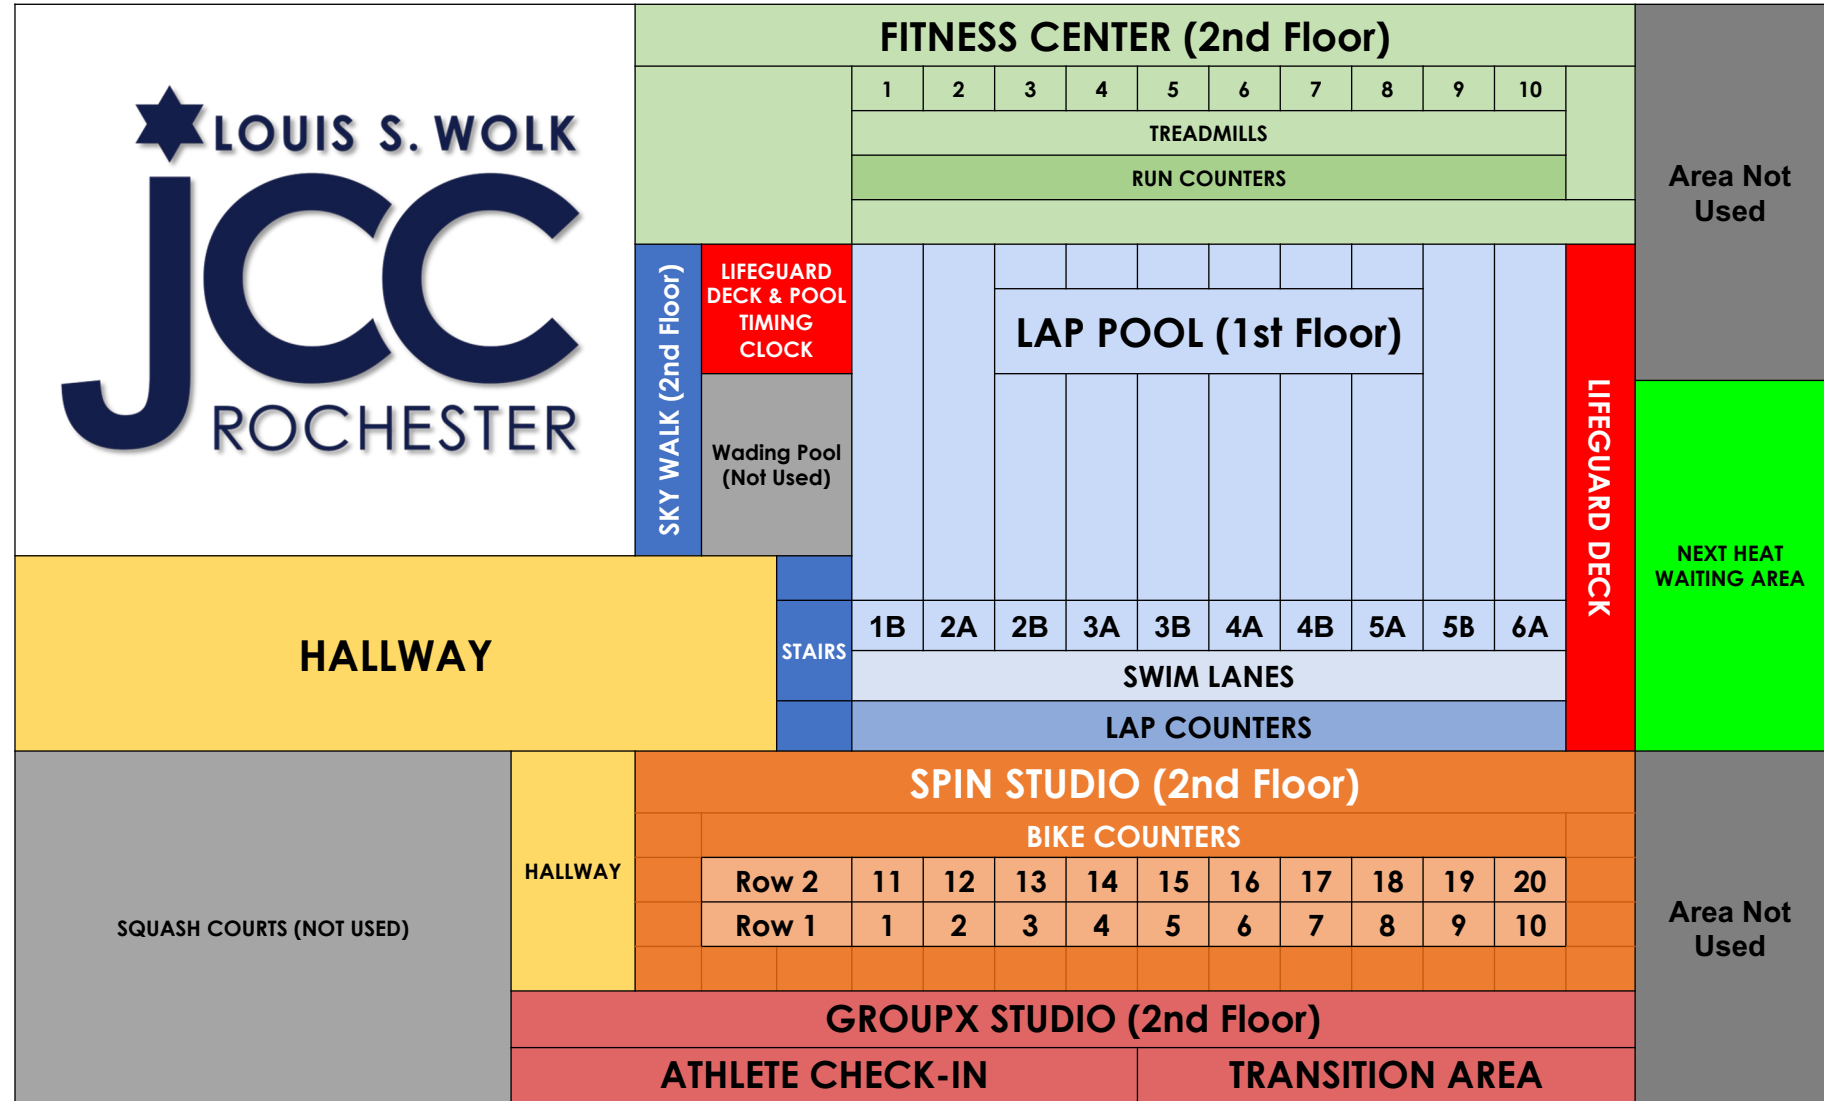 LOUIS S. WOLK
JCC
ROCHESTER
FITNESS CENTER (2nd Floor)
1 2 3 4 5 6 7 8 9 10
TREADMILLS
RUN COUNTERS
Area Not
Used
SKY WALK (2nd Floor)
LIFEGUARD
DECK & POOL
TIMING
CLOCK
Wading Pool
(Not Used)
LAP POOL (1st Floor)
LIFEGUARD DECK
NEXT HEAT
WAITING AREA
HALLWAY
STAIRS
1B 2A 2B 3A 3B 4A 4B 5A 5B 6A
SWIM LANES
LAP COUNTERS
SQUASH COURTS (NOT USED)
HALLWAY
SPIN STUDIO (2nd Floor)
BIKE COUNTERS
Row 2 11 12 13 14 15 16 17 18 19 20
Row 1 1 2 3 4 5 6 7 8 9 10
Area Not
Used
GROUPX STUDIO (2nd Floor)
ATHLETE CHECK-IN
TRANSITION AREA